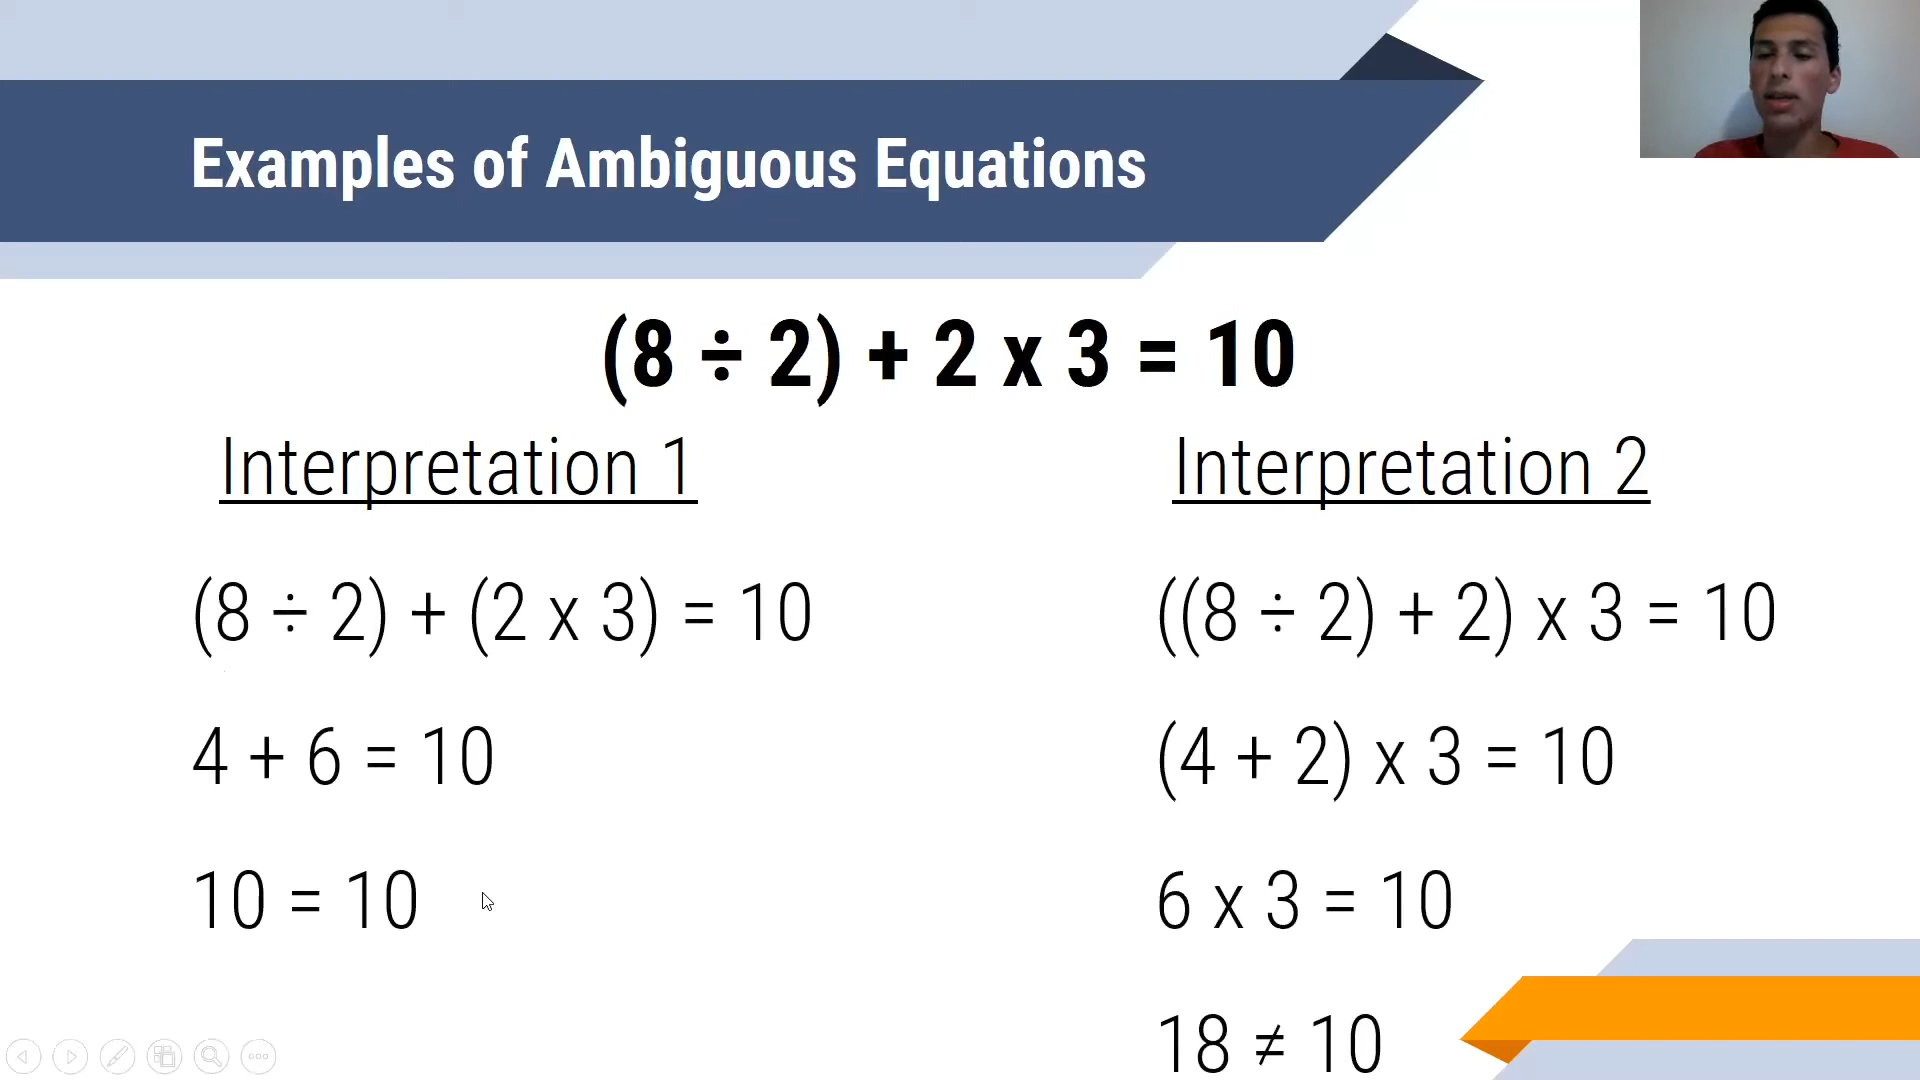 Examples of Ambiguous Equations
(8 ÷ 2) + 2 x 3 = 10
Interpretation 1
(8 ÷ 2) + (2 x 3) = 10
4 + 6 = 10
10 = 10
Interpretation 2
((8 ÷ 2) + 2) x 3 = 10
(4 + 2) x 3 = 10
6 x 3 = 10
18 ≠ 10